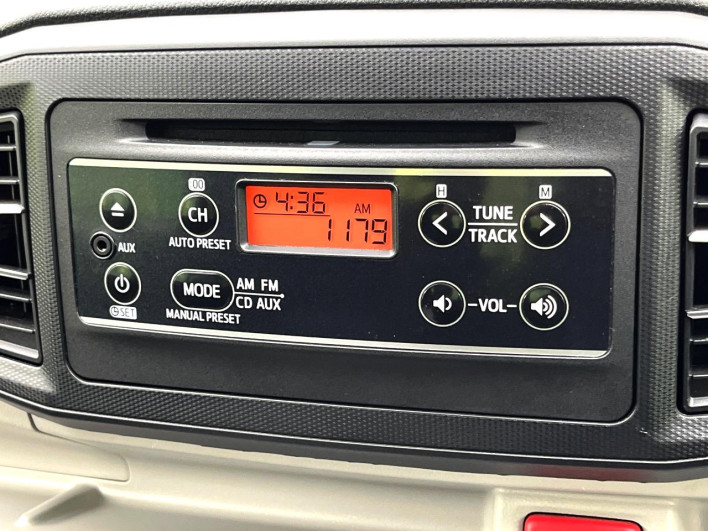 :00
CH
AUTO PRESET
4:36
AM
1179
H
M
TUNE
TRACK
AUX
SET
MODE
AM FM
CD AUX
MANUAL PRESET
-VOL-